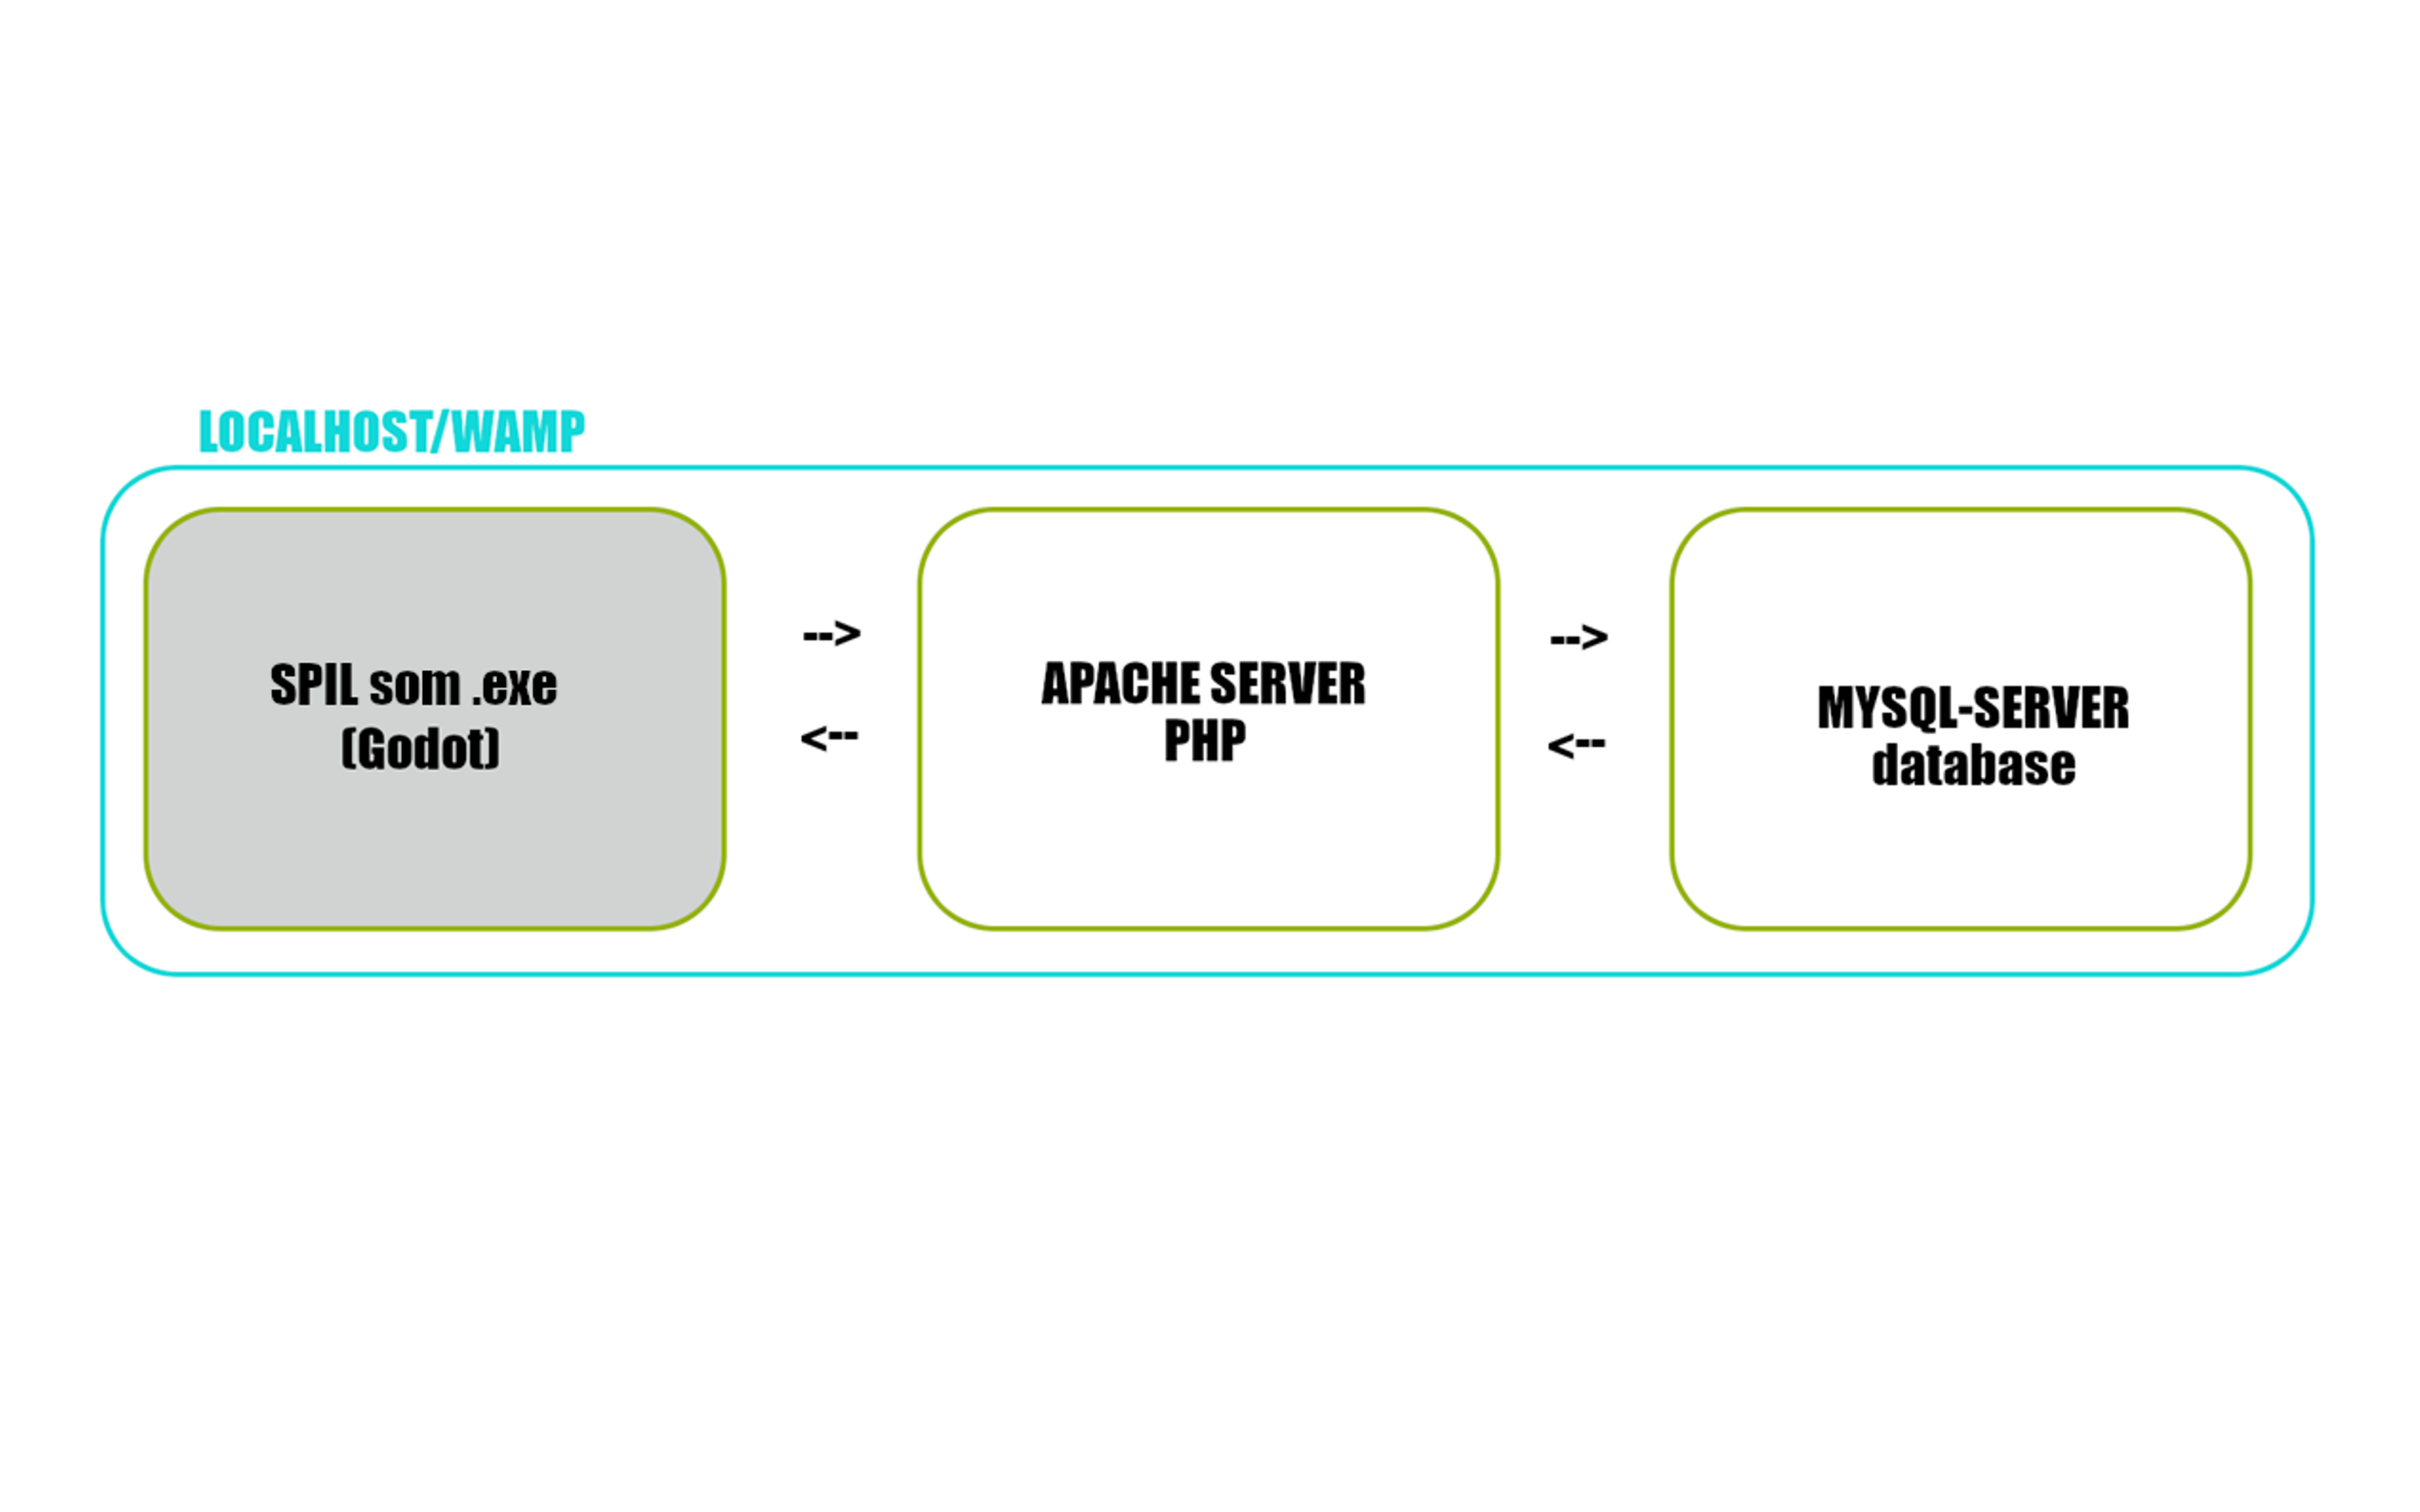 LOCALHOST/WAMP
SPIL som .exe
(Godot)
-->
<--
APACHE SERVER
PHP
-->
<--
MYSQL-SERVER
database